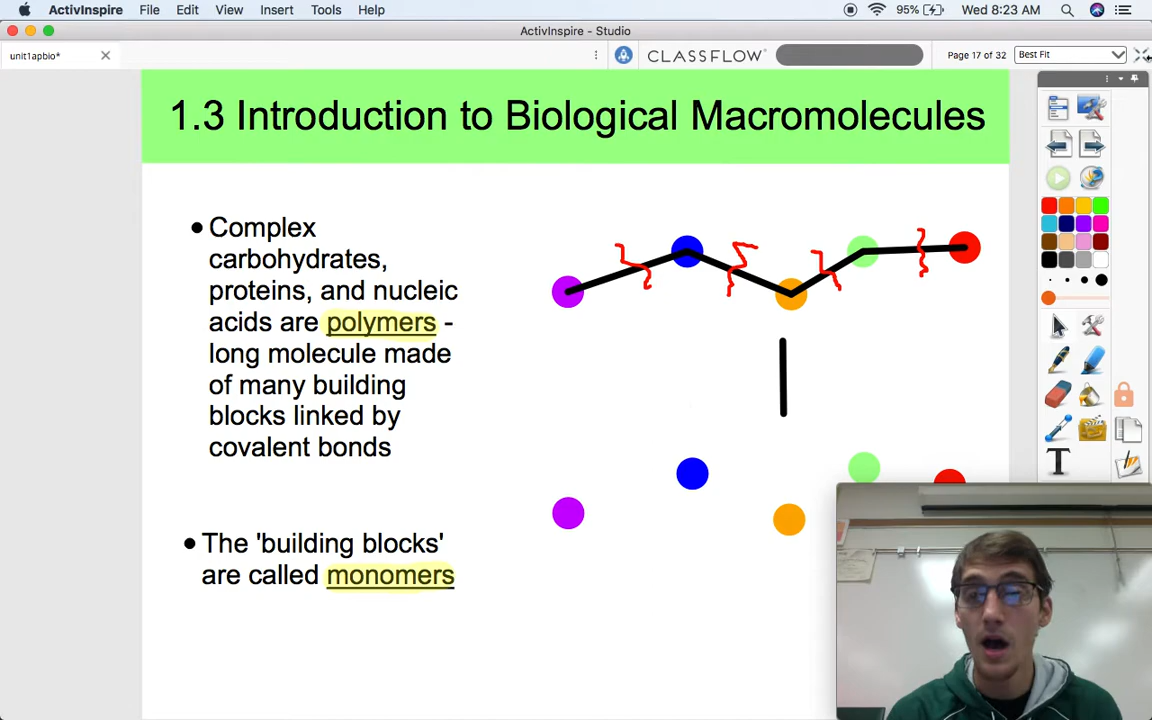 ActivInspire File Edit View Insert Tools Help 95% Wed 8:23 AM
ActivInspire - Studio
unit1apbio* CLASSFLOW Page 17 of 32 Best Fit
1.3 Introduction to Biological Macromolecules
• Complex
carbohydrates,
proteins, and nucleic
acids are polymers -
long molecule made
of many building
blocks linked by
covalent bonds
• The 'building blocks'
are called monomers
T